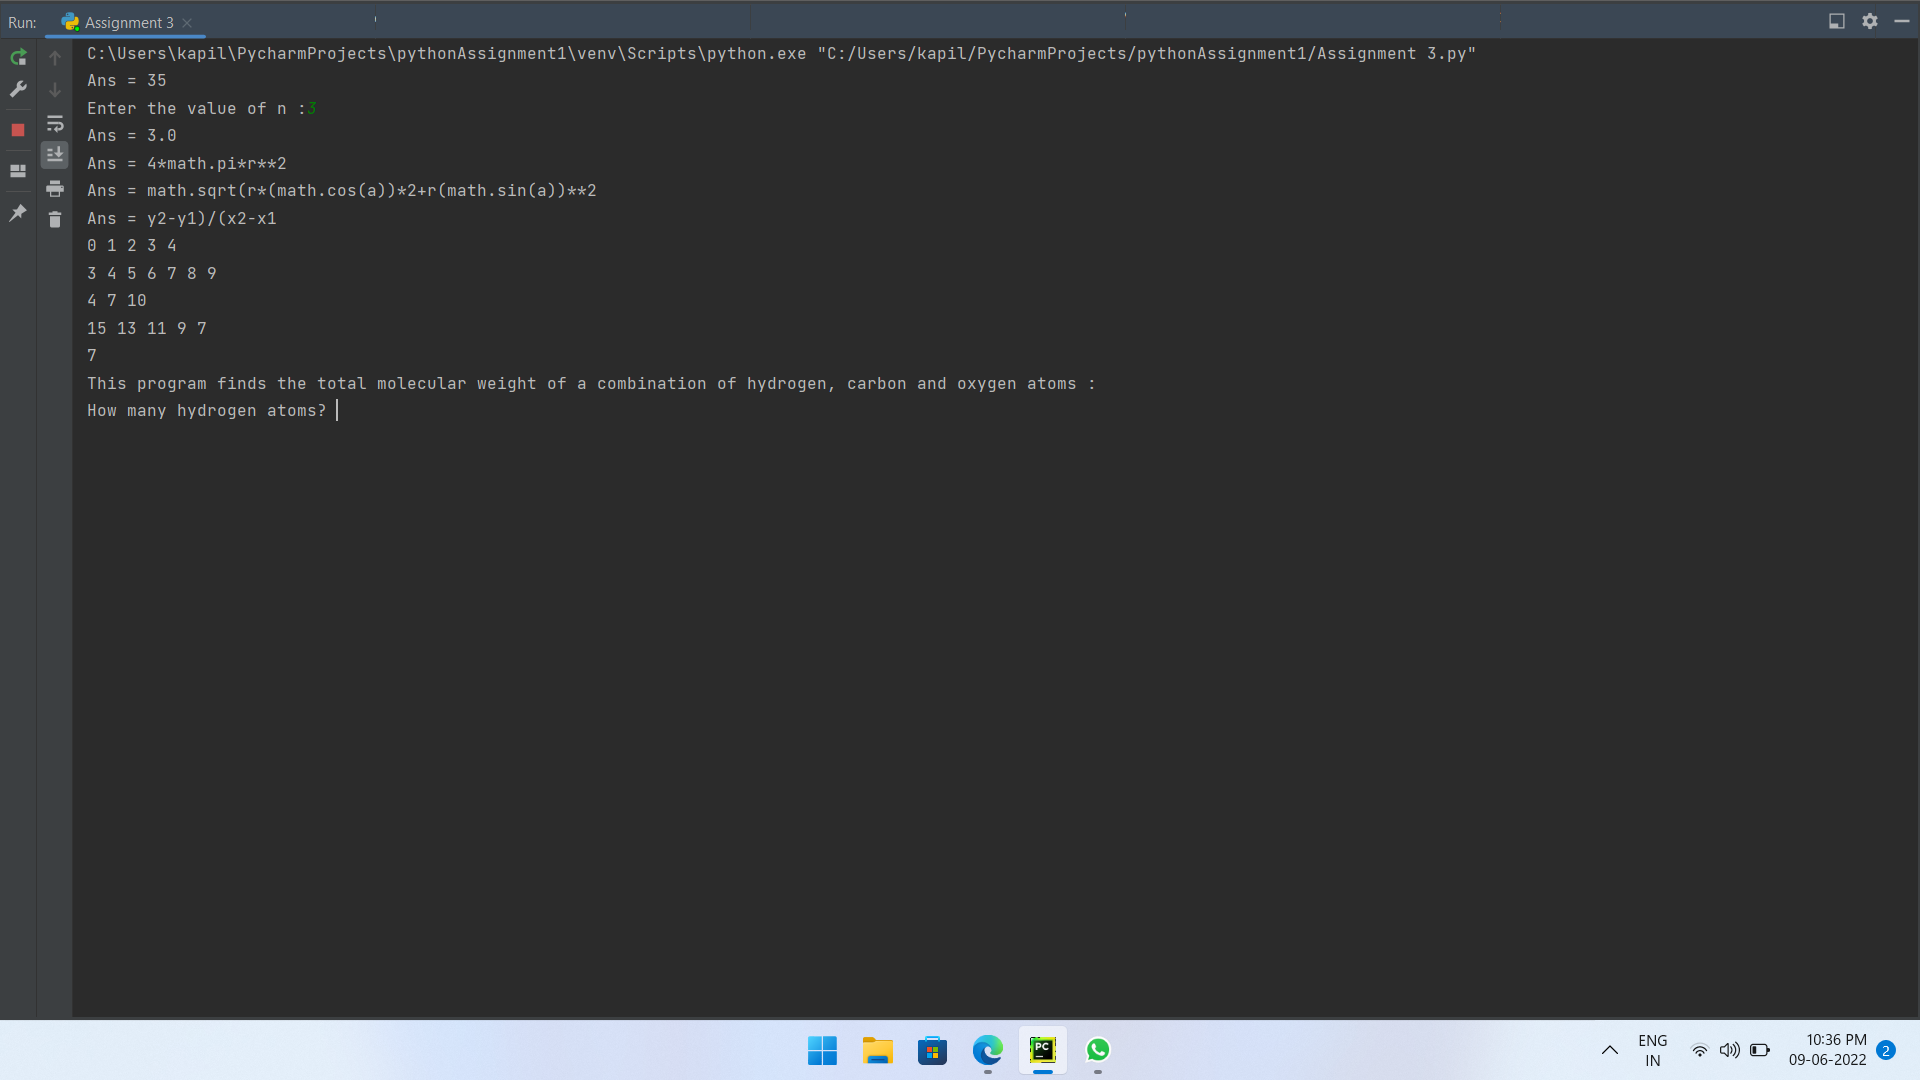 Run: Assignment 3
C:\Users\kapil\PycharmProjects\pythonAssignment1\venv\Scripts\python.exe "C:/Users/kapil/PycharmProjects/pythonAssignment1/Assignment 3.py"
Ans = 35
Enter the value of n :3
Ans = 3.0
Ans = 4*math.pi*r**2
Ans = math.sqrt(r*(math.cos(a))*2+r(math.sin(a))**2
Ans = y2-y1)/(x2-x1
0 1 2 3 4
3 4 5 6 7 8 9
4 7 10
15 13 11 9 7
7
This program finds the total molecular weight of a combination of hydrogen, carbon and oxygen atoms :
How many hydrogen atoms?
PC
ENG
IN
10:36 PM
09-06-2022
2